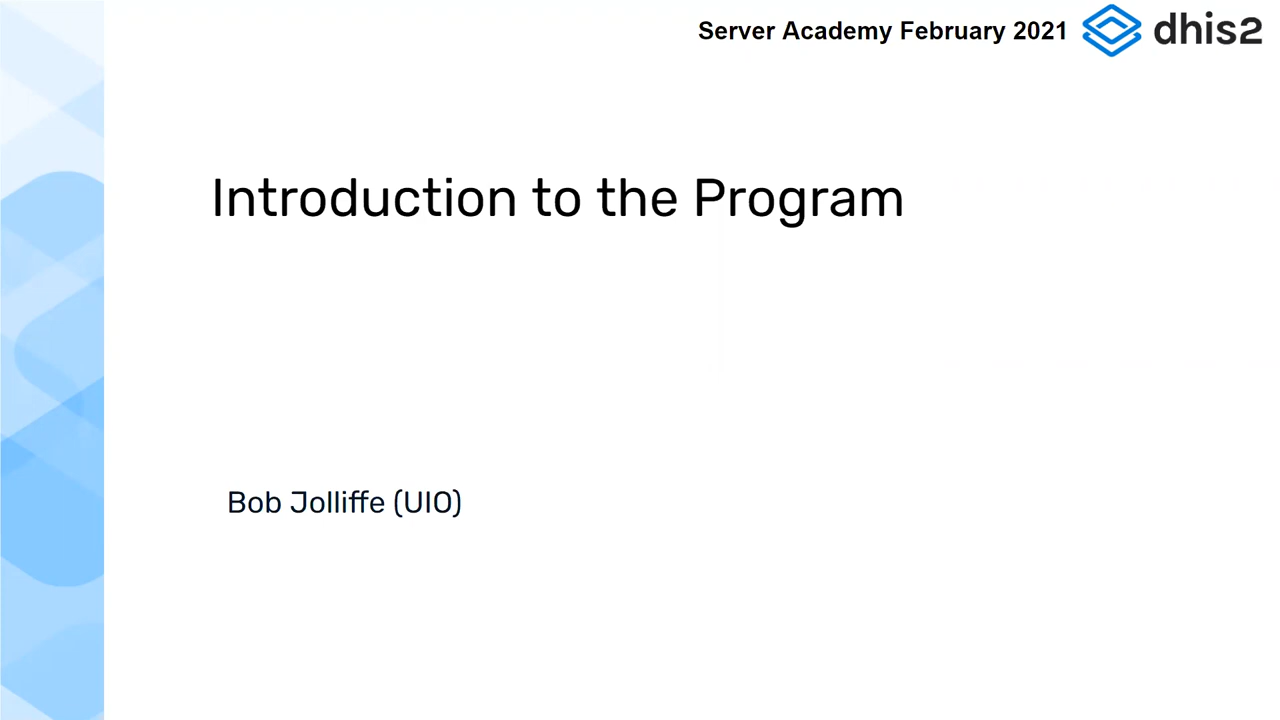 Server Academy February 2021
dhis2
Introduction to the Program
Bob Jolliffe (UIO)